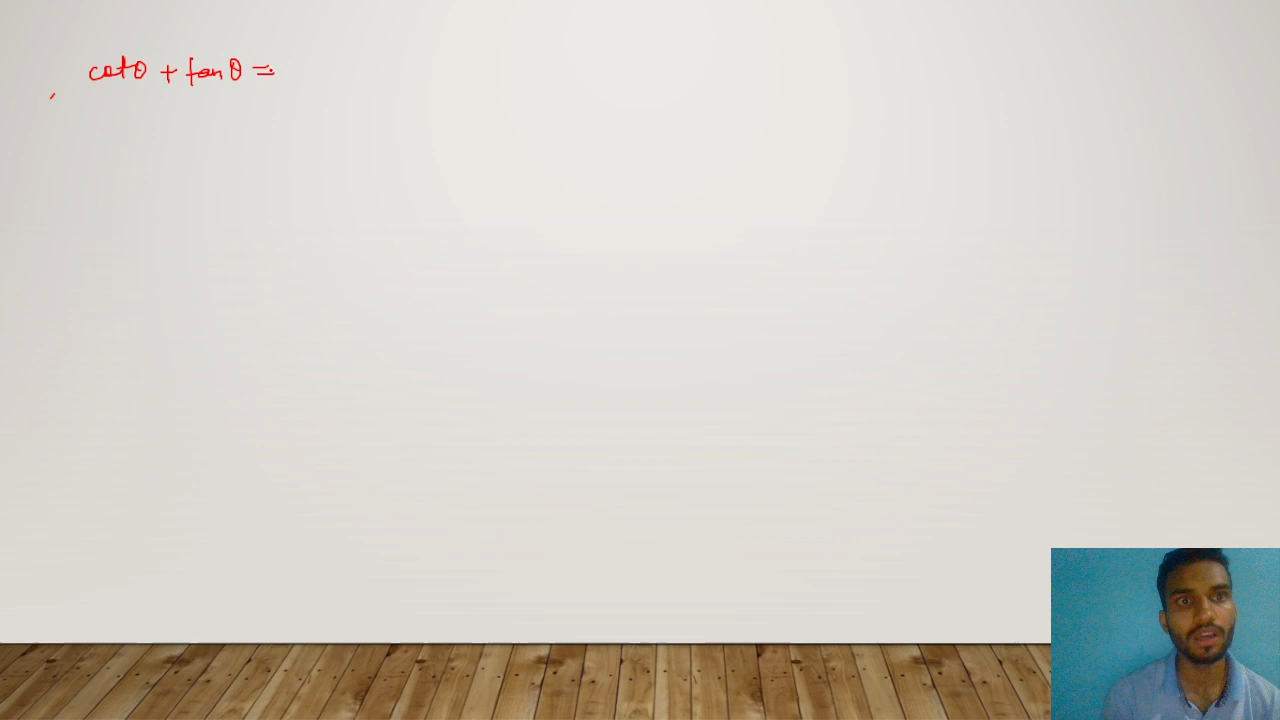 cotθ + tanθ =